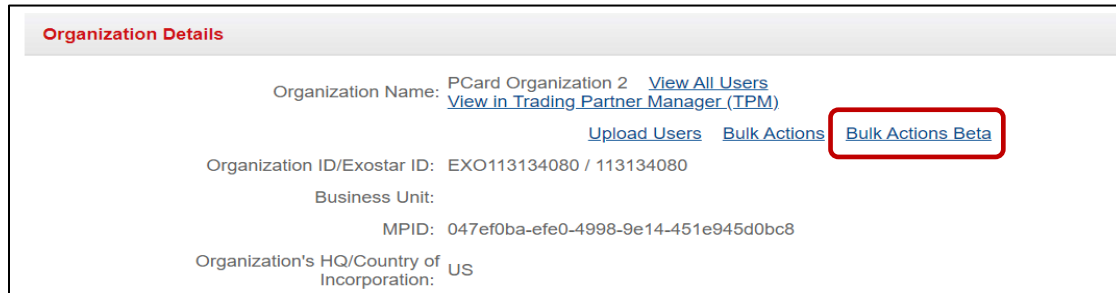 Organization Details
Organization Name: PCard Organization 2 View All Users
View in Trading Partner Manager (TPM)
Upload Users Bulk Actions Bulk Actions Beta
Organization ID/Exostar ID: EXO113134080 / 113134080
Business Unit:
MPID: 047ef0ba-efe0-4998-9e14-451e945d0bc8
Organization's HQ/Country of
Incorporation: US